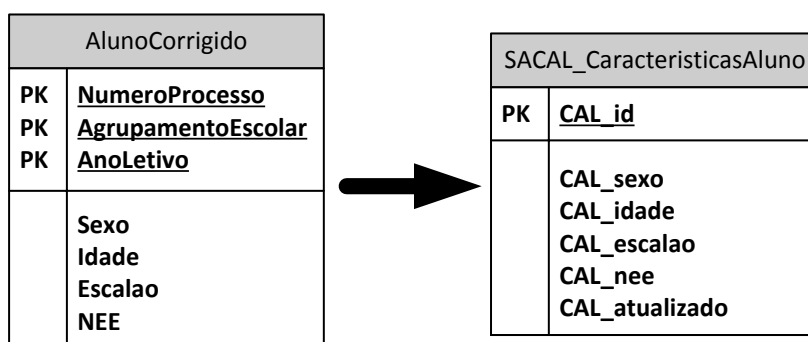 AlunoCorrigido
PK NumeroProcesso
PK AgrupamentoEscolar
PK AnoLetivo
Sexo
Idade
Escalao
NEE
SACAL_CaracteristicasAluno
PK CAL_id
CAL_sexo
CAL_idade
CAL_escalao
CAL_nee
CAL_atualizado